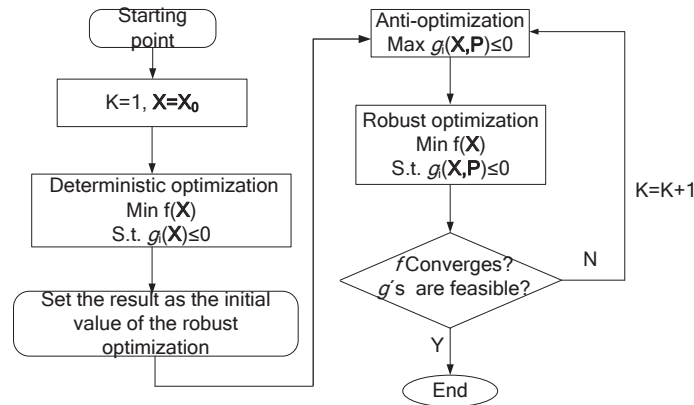 Starting
point
K=1, X=X₀
Deterministic optimization
Min f(X)
S.t. gᵢ(X)≤0
Set the result as the initial
value of the robust
optimization
Anti-optimization
Max gᵢ(X,P)≤0
Robust optimization
Min f(X)
S.t. gᵢ(X,P)≤0
K=K+1
f Converges?
g´s are feasible?
N
Y
End